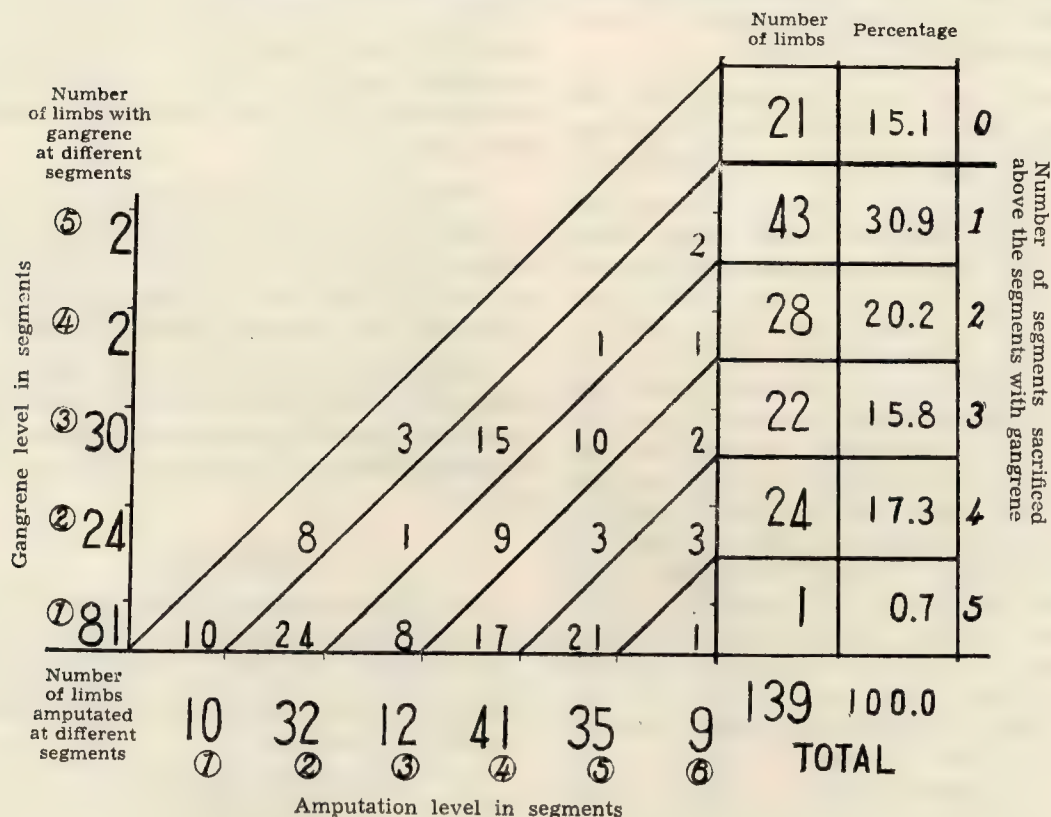 Number
of limbs
Percentage
Number
of limbs with
gangrene
at different
segments
21 15.1 0
⑤ 2
2
43 30.9 1
④ 2
1 1
28 20.2 2
③ 30
3 15 10 2
22 15.8 3
② 24
8 1 9 3 3
24 17.3 4
① 81
10 24 8 17 21 1
1 0.7 5
Gangrene level in segments
Number of segments sacrificed
above the segments with gangrene
Number
of limbs
amputated
at different
segments
10 32 12 41 35 9
① ② ③ ④ ⑤ ⑥
139 100.0
TOTAL
Amputation level in segments